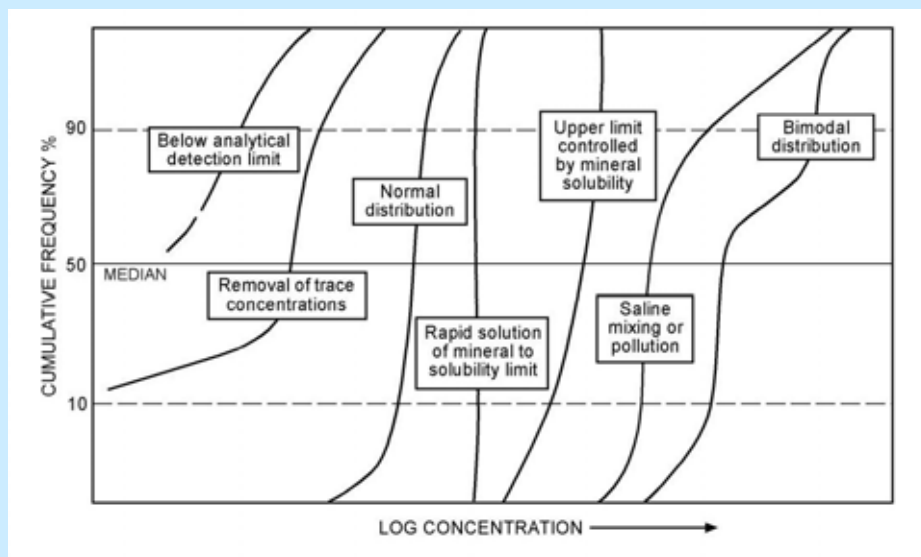 90
50
10
CUMULATIVE FREQUENCY %
MEDIAN
Below analytical
detection limit
Removal of trace
concentrations
Normal
distribution
Rapid solution
of mineral to
solubility limit
Upper limit
controlled
by mineral
solubility
Saline
mixing or
pollution
Bimodal
distribution
LOG CONCENTRATION